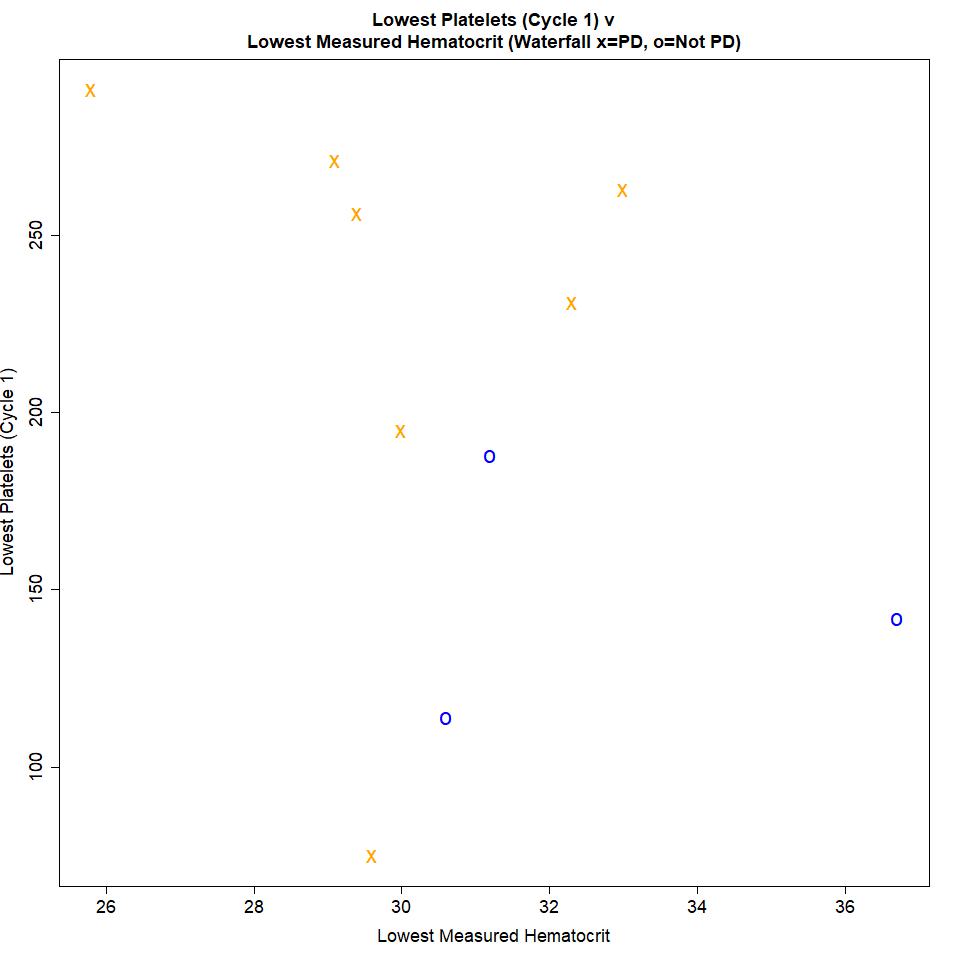 Lowest Platelets (Cycle 1) v
Lowest Measured Hematocrit (Waterfall x=PD, o=Not PD)
Lowest Platelets (Cycle 1)
250
200
150
100
x
x
x
x
x
x
o
o
o
x
26 28 30 32 34 36
Lowest Measured Hematocrit